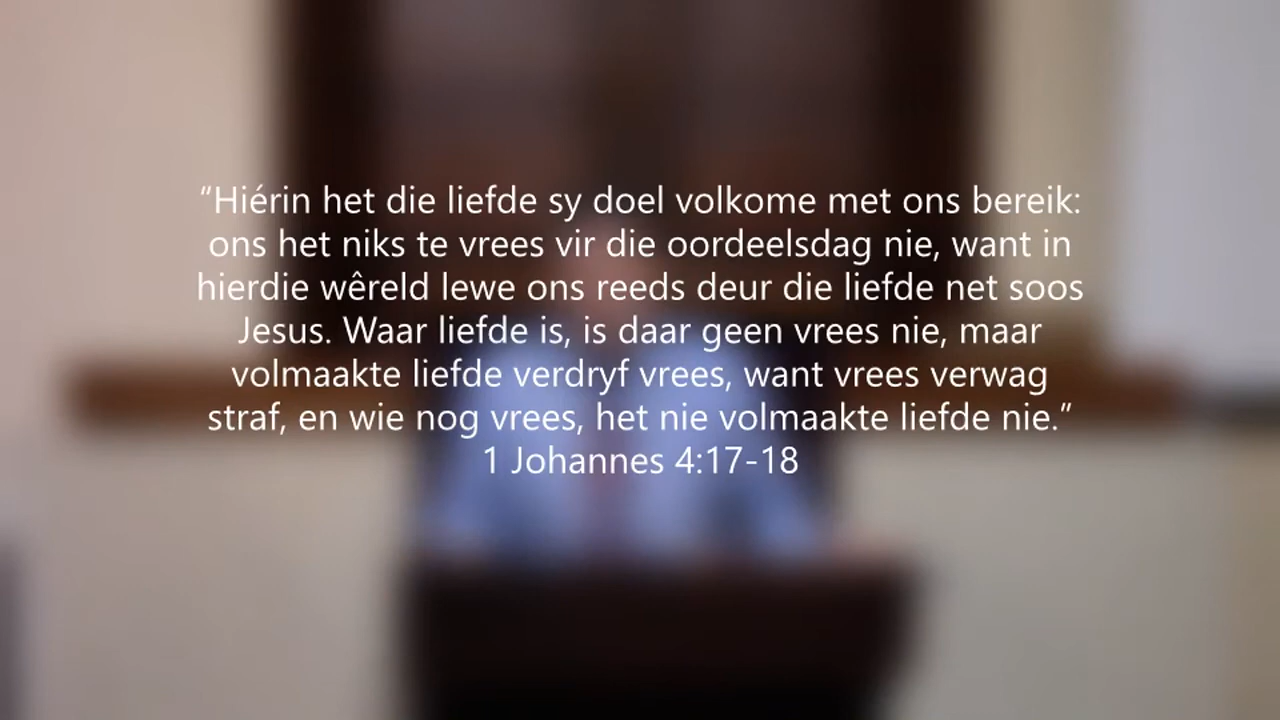 “Hiérin het die liefde sy doel volkome met ons bereik:
ons het niks te vrees vir die oordeelsdag nie, want in
hierdie wêreld lewe ons reeds deur die liefde net soos
Jesus. Waar liefde is, is daar geen vrees nie, maar
volmaakte liefde verdryf vrees, want vrees verwag
straf, en wie nog vrees, het nie volmaakte liefde nie.”
1 Johannes 4:17-18